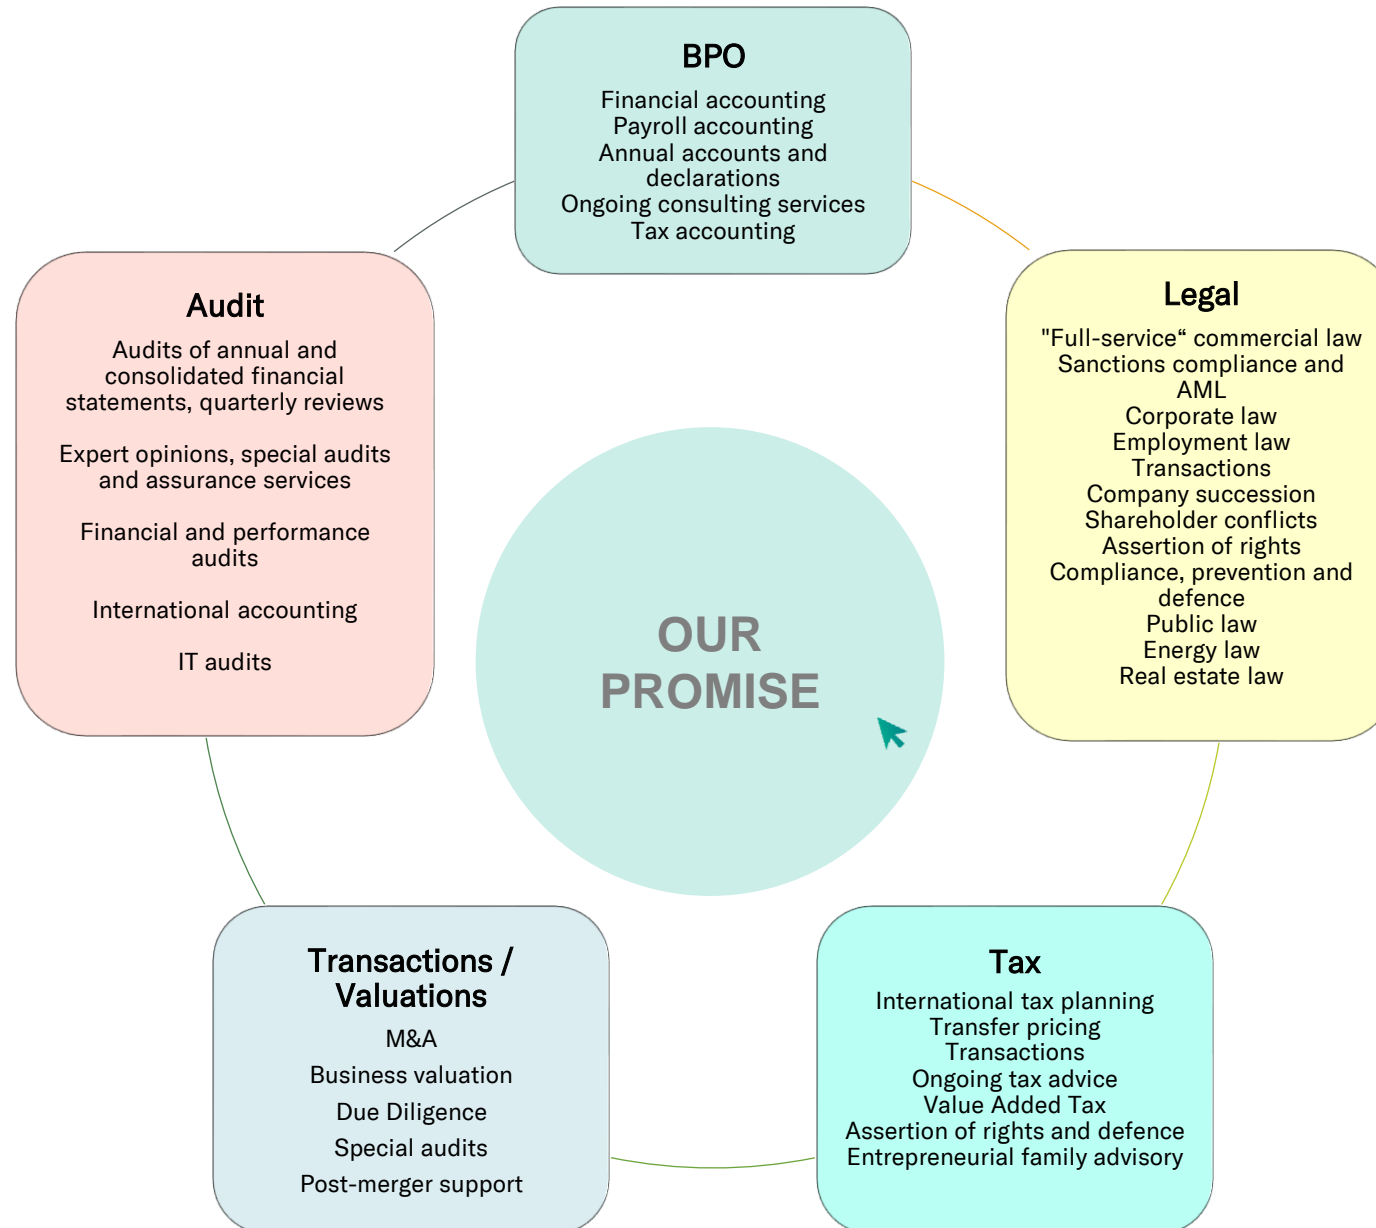 BPO
Financial accounting
Payroll accounting
Annual accounts and
declarations
Ongoing consulting services
Tax accounting
Audit
Audits of annual and
consolidated financial
statements, quarterly reviews
Expert opinions, special audits
and assurance services
Financial and performance
audits
International accounting
IT audits
Legal
"Full-service“ commercial law
Sanctions compliance and
AML
Corporate law
Employment law
Transactions
Company succession
Shareholder conflicts
Assertion of rights
Compliance, prevention and
defence
Public law
Energy law
Real estate law
OUR
PROMISE
Transactions /
Valuations
M&A
Business valuation
Due Diligence
Special audits
Post-merger support
Tax
International tax planning
Transfer pricing
Transactions
Ongoing tax advice
Value Added Tax
Assertion of rights and defence
Entrepreneurial family advisory